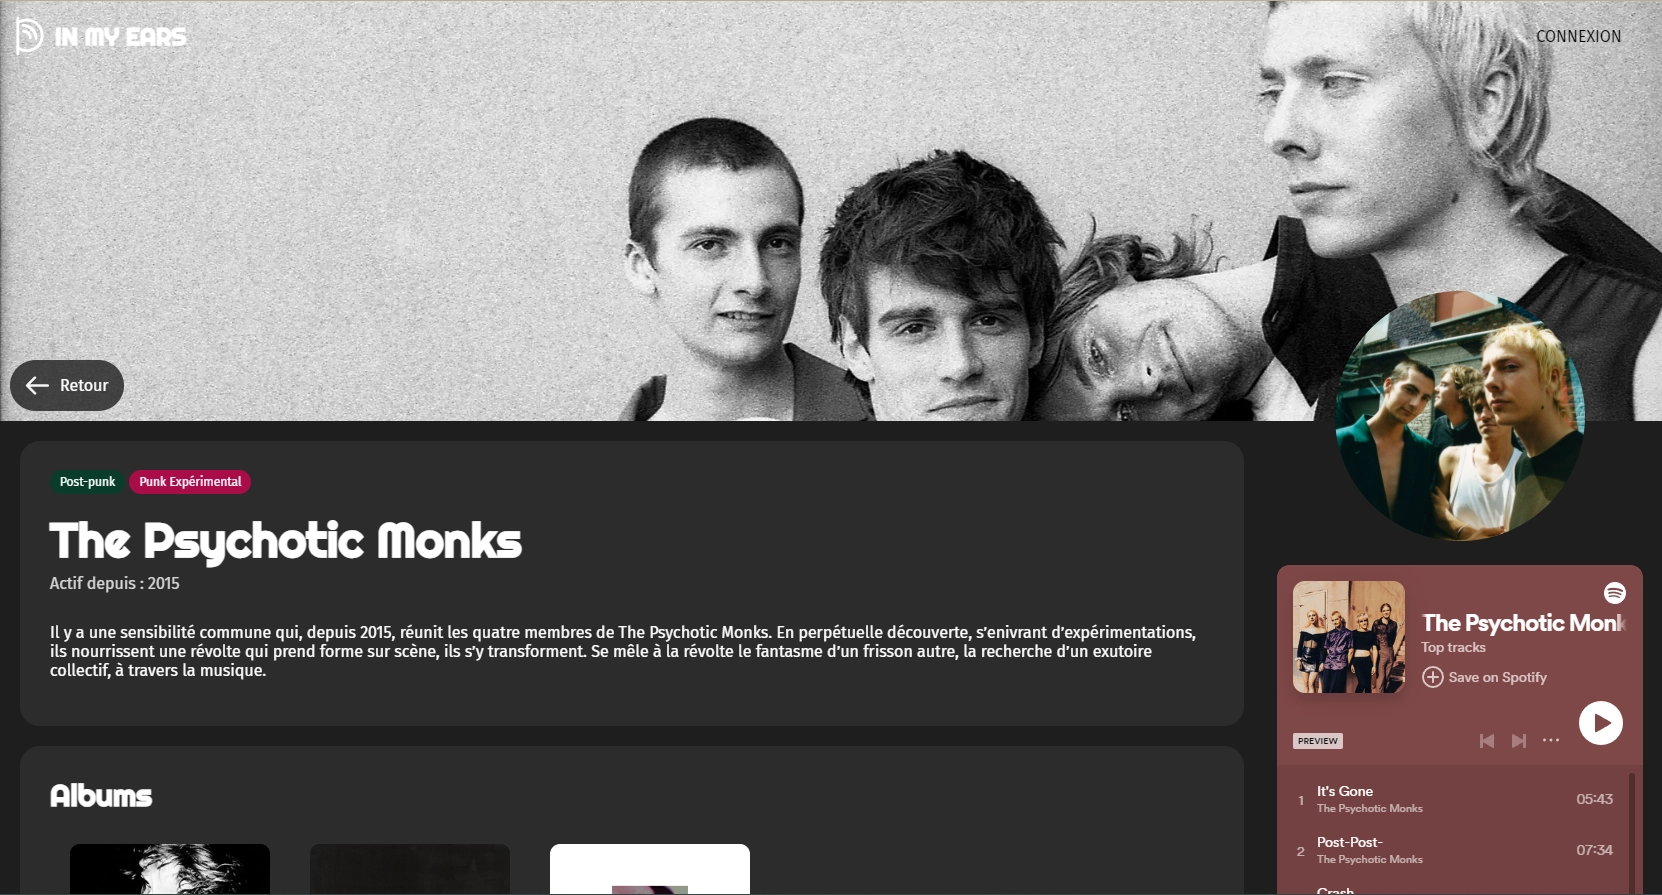 IN MY EARS
CONNEXION
Retour
Post-punk
Punk Expérimental
The Psychotic Monks
Actif depuis : 2015
Il y a une sensibilité commune qui, depuis 2015, réunit les quatre membres de The Psychotic Monks. En perpétuelle découverte, s’enivrant d’expérimentations,
ils nourrissent une révolte qui prend forme sur scène, ils s’y transforment. Se mêle à la révolte le fantasme d’un frisson autre, la recherche d’un exutoire
collectif, à travers la musique.
Albums
The Psychotic Monk
Top tracks
Save on Spotify
PREVIEW
1
It's Gone
The Psychotic Monks
05:43
2
Post-Post-
The Psychotic Monks
07:34
Crash